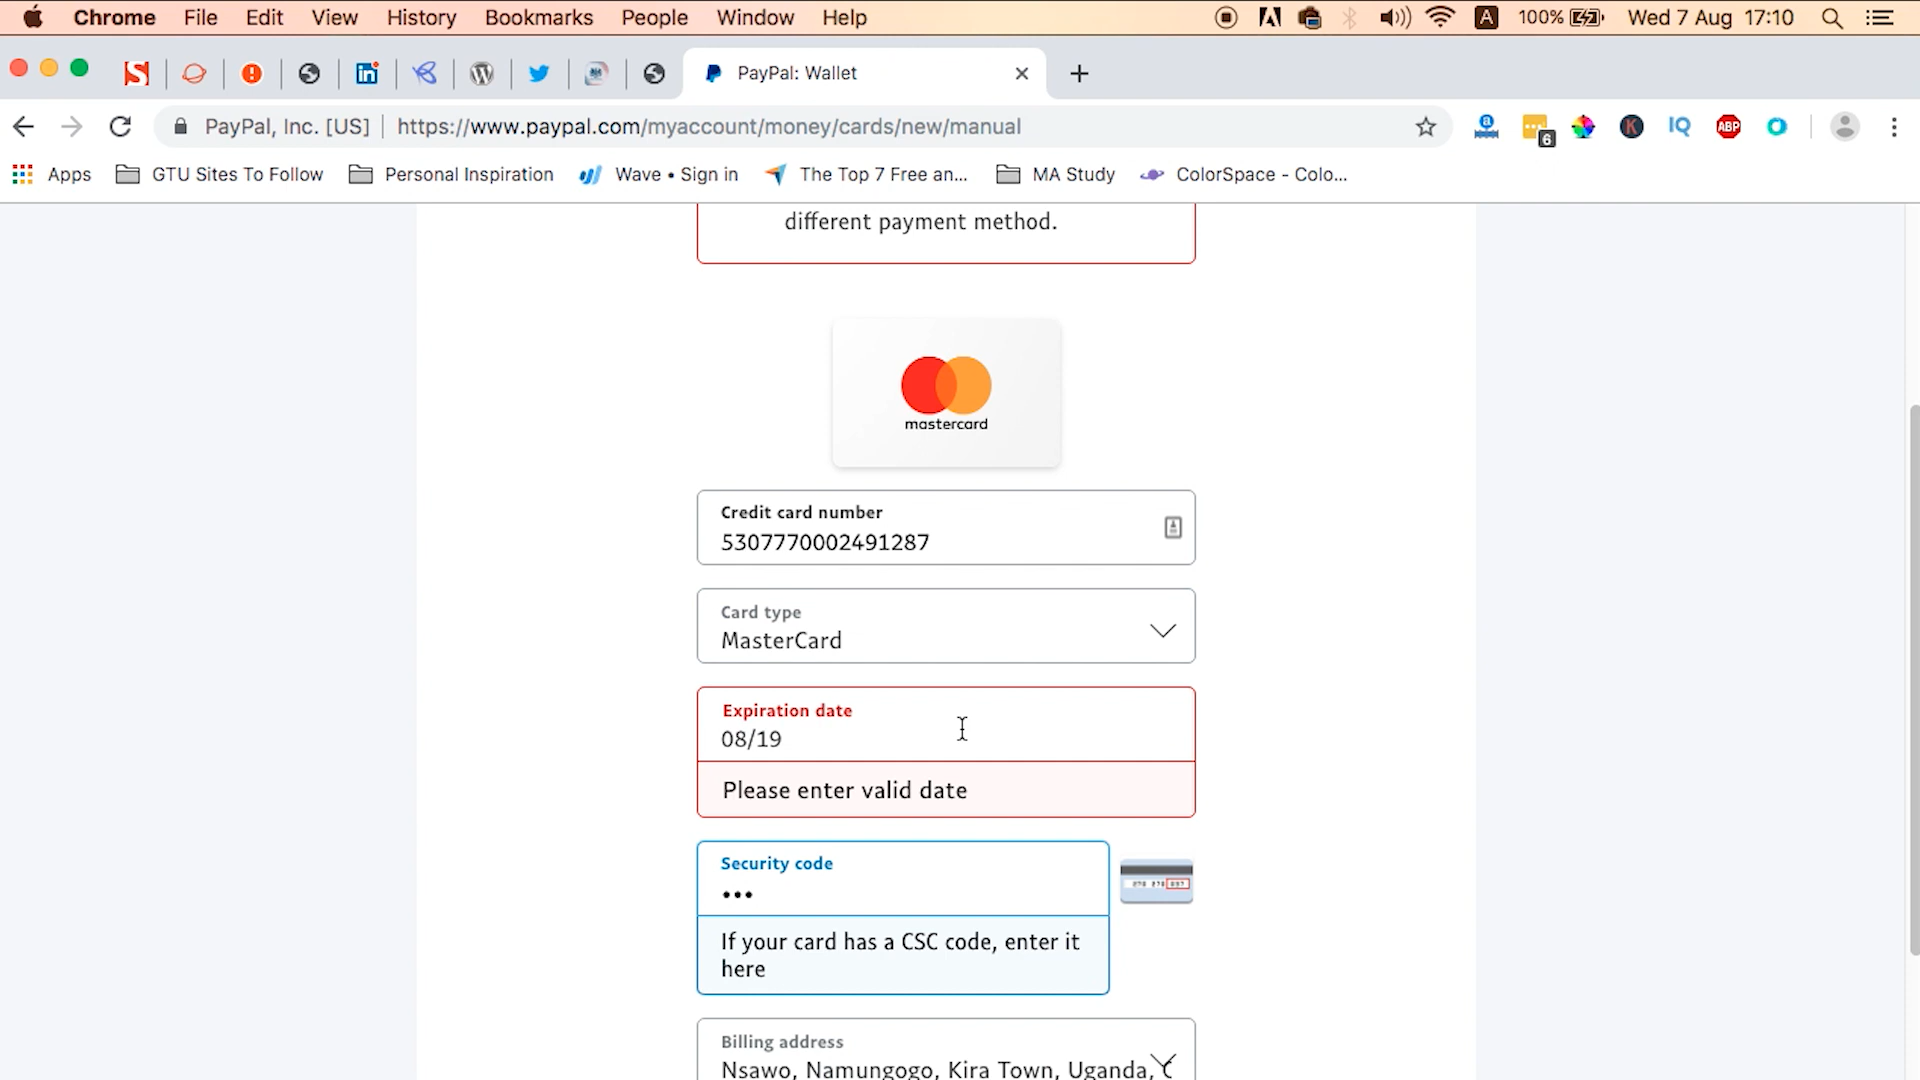 Chrome File Edit View History Bookmarks People Window Help 100% Wed 7 Aug 17:10
PayPal: Wallet
PayPal, Inc. [US] https://www.paypal.com/myaccount/money/cards/new/manual
Apps GTU Sites To Follow Personal Inspiration Wave • Sign in The Top 7 Free an... MA Study ColorSpace - Colo...
different payment method.
mastercard
Credit card number
5307770002491287
Card type
MasterCard
Expiration date
08/19
Please enter valid date
Security code
•••
If your card has a CSC code, enter it
here
Billing address
Nsawo, Namungogo, Kira Town, Uganda,